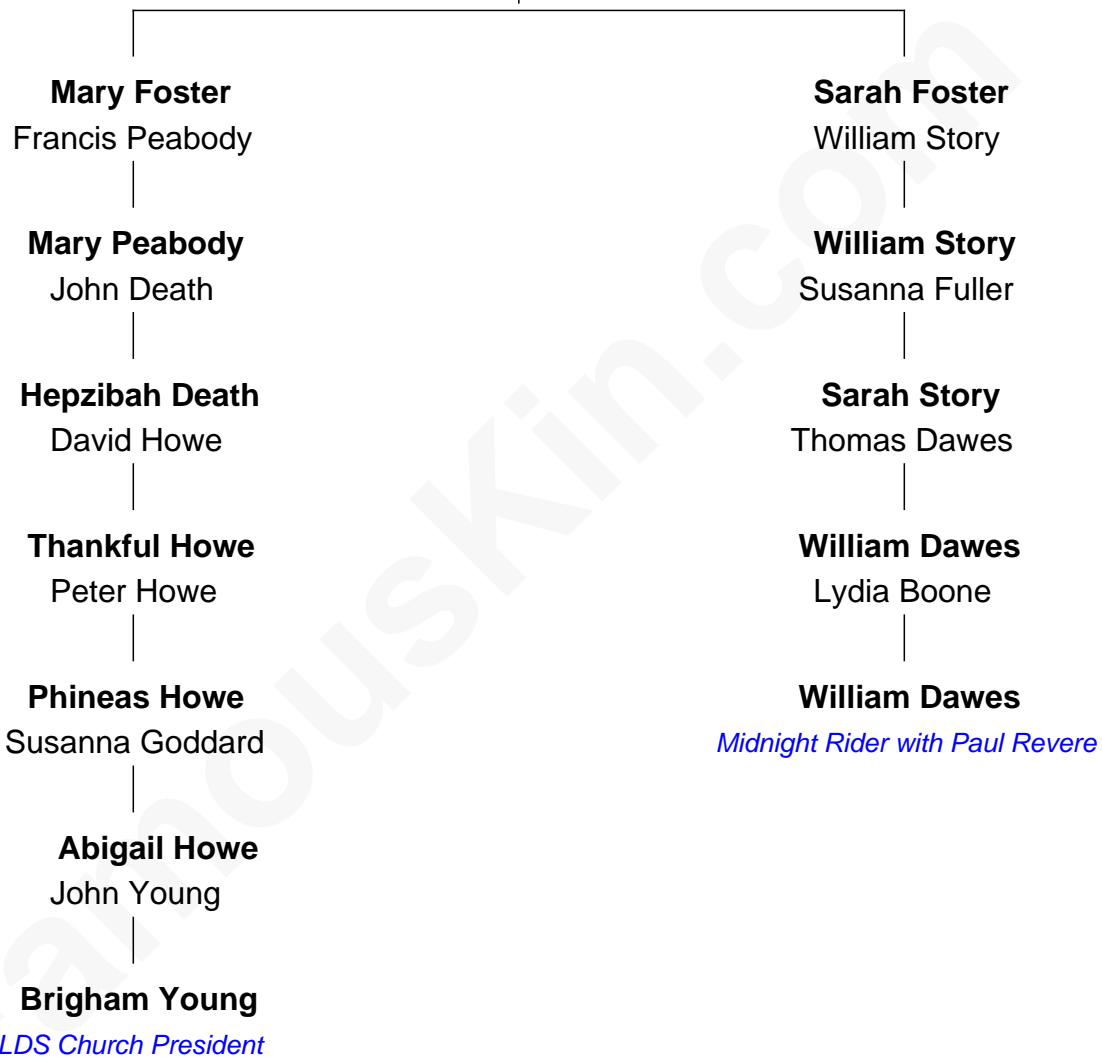 Mary Foster
Francis Peabody
Mary Peabody
John Death
Hepzibah Death
David Howe
Thankful Howe
Peter Howe
Phineas Howe
Susanna Goddard
Abigail Howe
John Young
Brigham Young
LDS Church President
Sarah Foster
William Story
William Story
Susanna Fuller
Sarah Story
Thomas Dawes
William Dawes
Lydia Boone
William Dawes
Midnight Rider with Paul Revere
famouskin.com